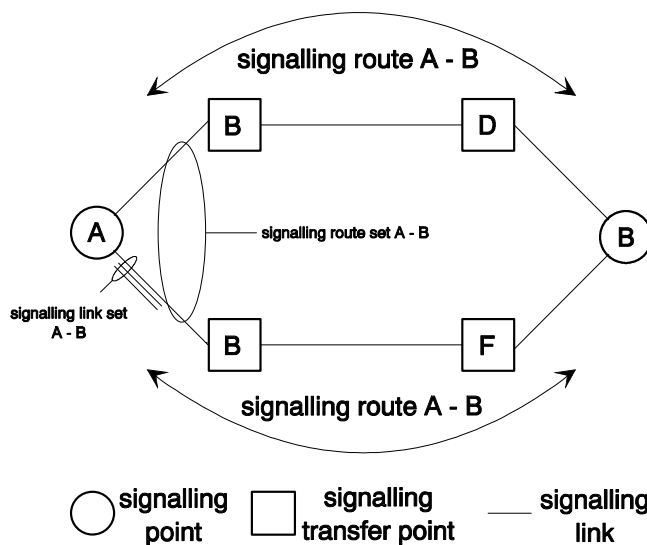 signalling route A - B
B
D
A
signalling route set A - B
B
signalling link set
A - B
B
F
signalling route A - B
signalling
point
signalling
transfer point
signalling
link